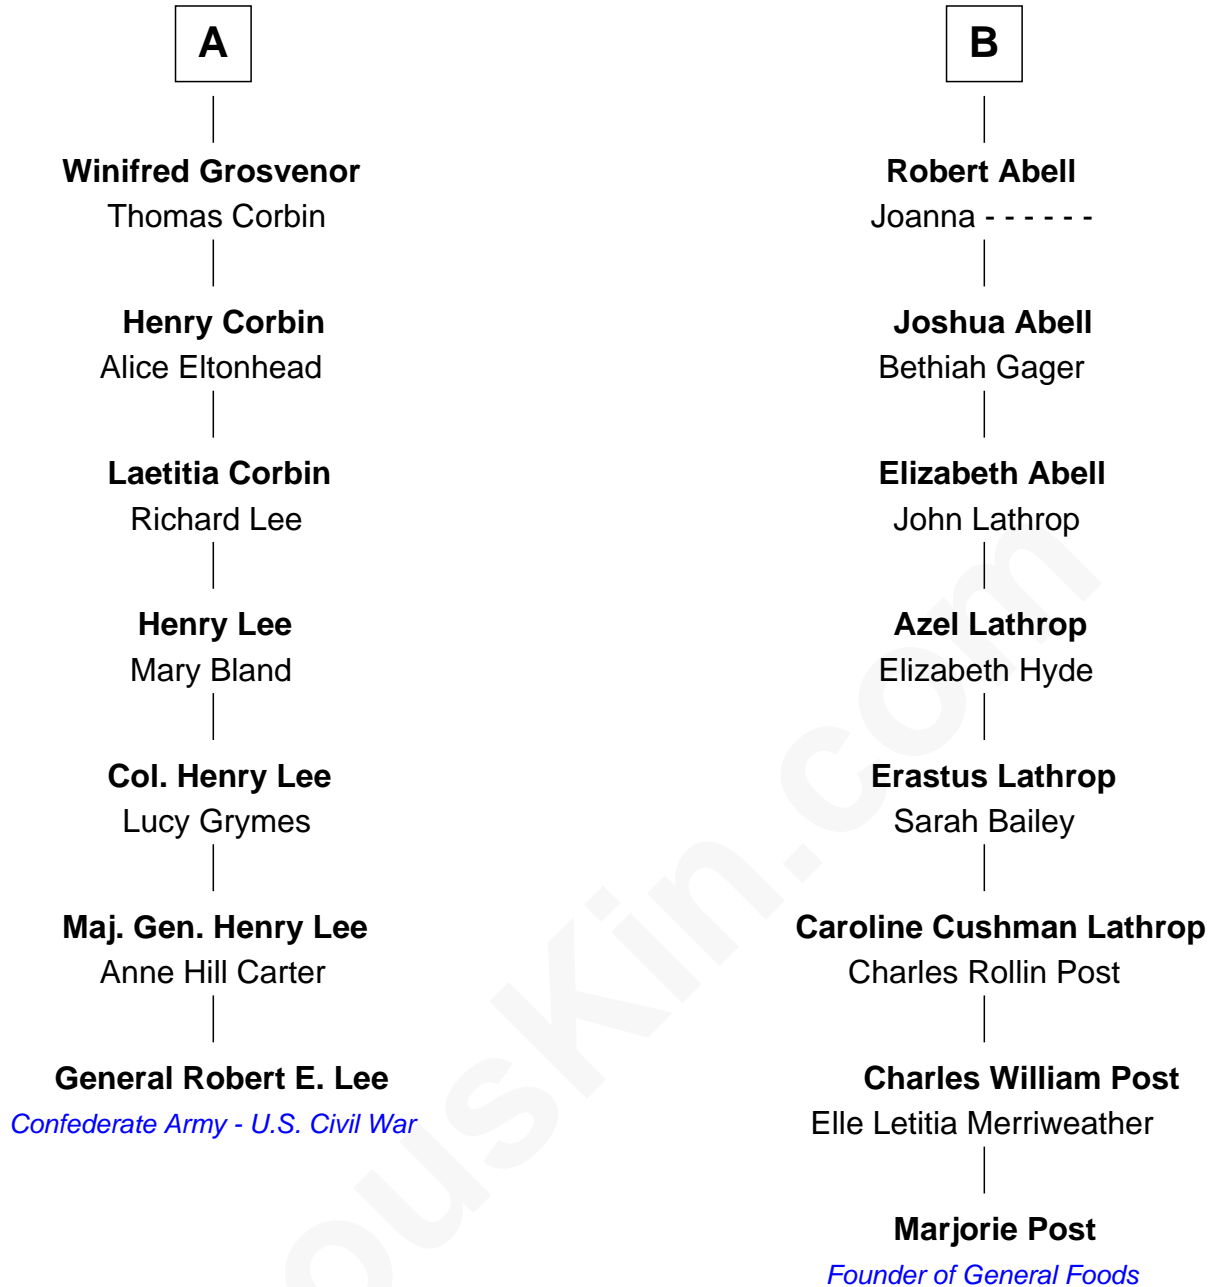 A
Winifred Grosvenor
Thomas Corbin
Henry Corbin
Alice Eltonhead
Laetitia Corbin
Richard Lee
Henry Lee
Mary Bland
Col. Henry Lee
Lucy Grymes
Maj. Gen. Henry Lee
Anne Hill Carter
General Robert E. Lee
Confederate Army - U.S. Civil War
B
Robert Abell
Joanna - - - - - -
Joshua Abell
Bethiah Gager
Elizabeth Abell
John Lathrop
Azel Lathrop
Elizabeth Hyde
Erastus Lathrop
Sarah Bailey
Caroline Cushman Lathrop
Charles Rollin Post
Charles William Post
Elle Letitia Merriweather
Marjorie Post
Founder of General Foods
ousKin.com